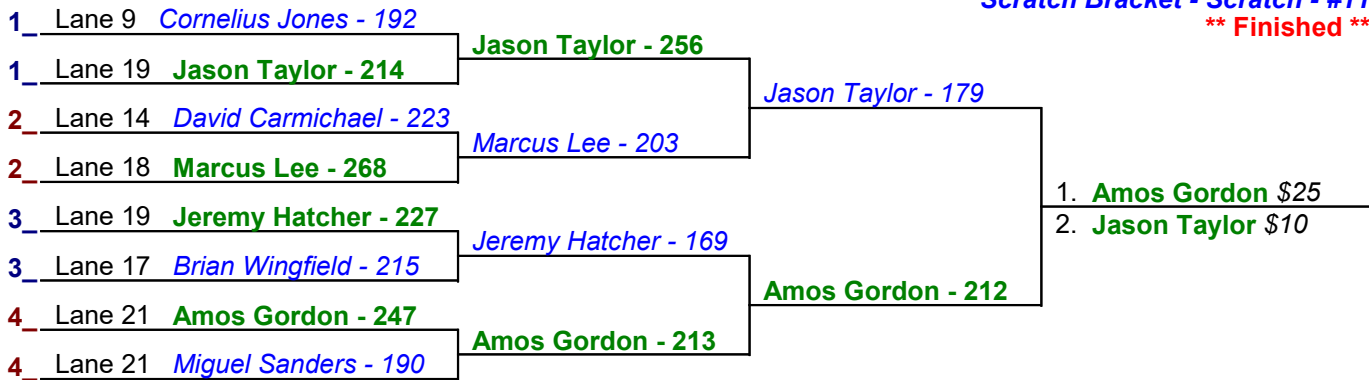 Scratch Bracket - Scratch - #11
** Finished **
1_ Lane 9 Cornelius Jones - 192
1_ Lane 19 Jason Taylor - 214
2_ Lane 14 David Carmichael - 223
2_ Lane 18 Marcus Lee - 268
3_ Lane 19 Jeremy Hatcher - 227
3_ Lane 17 Brian Wingfield - 215
4_ Lane 21 Amos Gordon - 247
4_ Lane 21 Miguel Sanders - 190
Jason Taylor - 256
Marcus Lee - 203
Jeremy Hatcher - 169
Amos Gordon - 213
Jason Taylor - 179
Amos Gordon - 212
1. Amos Gordon $25
2. Jason Taylor $10